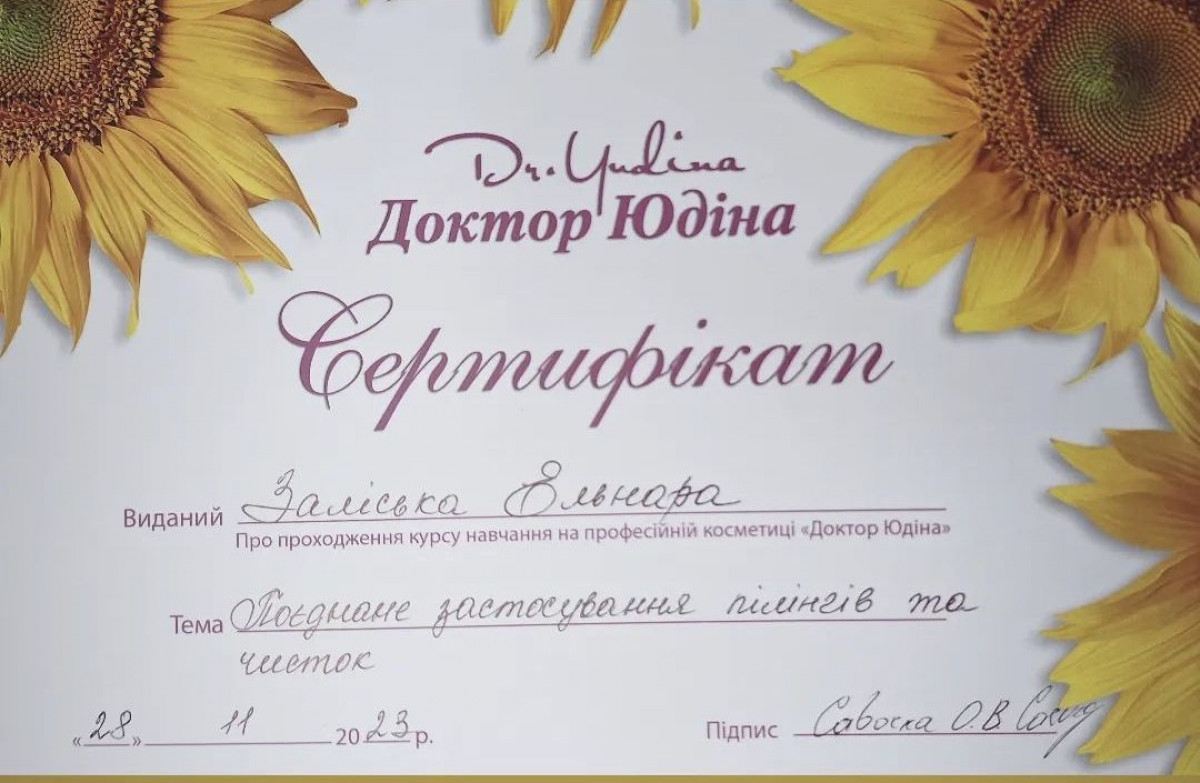 Dr. Yudina
Доктор Юдіна
Сертифікат
Виданий Заліська Ельнара
Про проходження курсу навчання на професійній косметиці «Доктор Юдіна»
Тема Поєднане застосування пілінгів та
чисток
«28» 11 2023 р.
Підпис Савоска О.В.